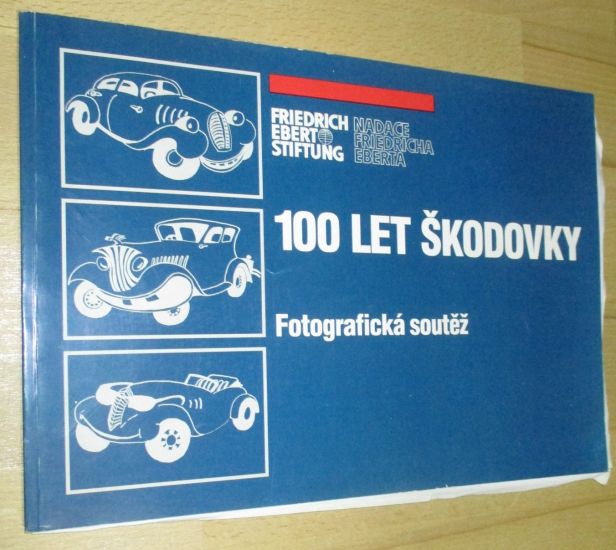 FRIEDRICH
EBERT
STIFTUNG
NADACE
FRIEDRICHA
EBERTA
100 LET ŠKODOVKY
Fotografická soutěž